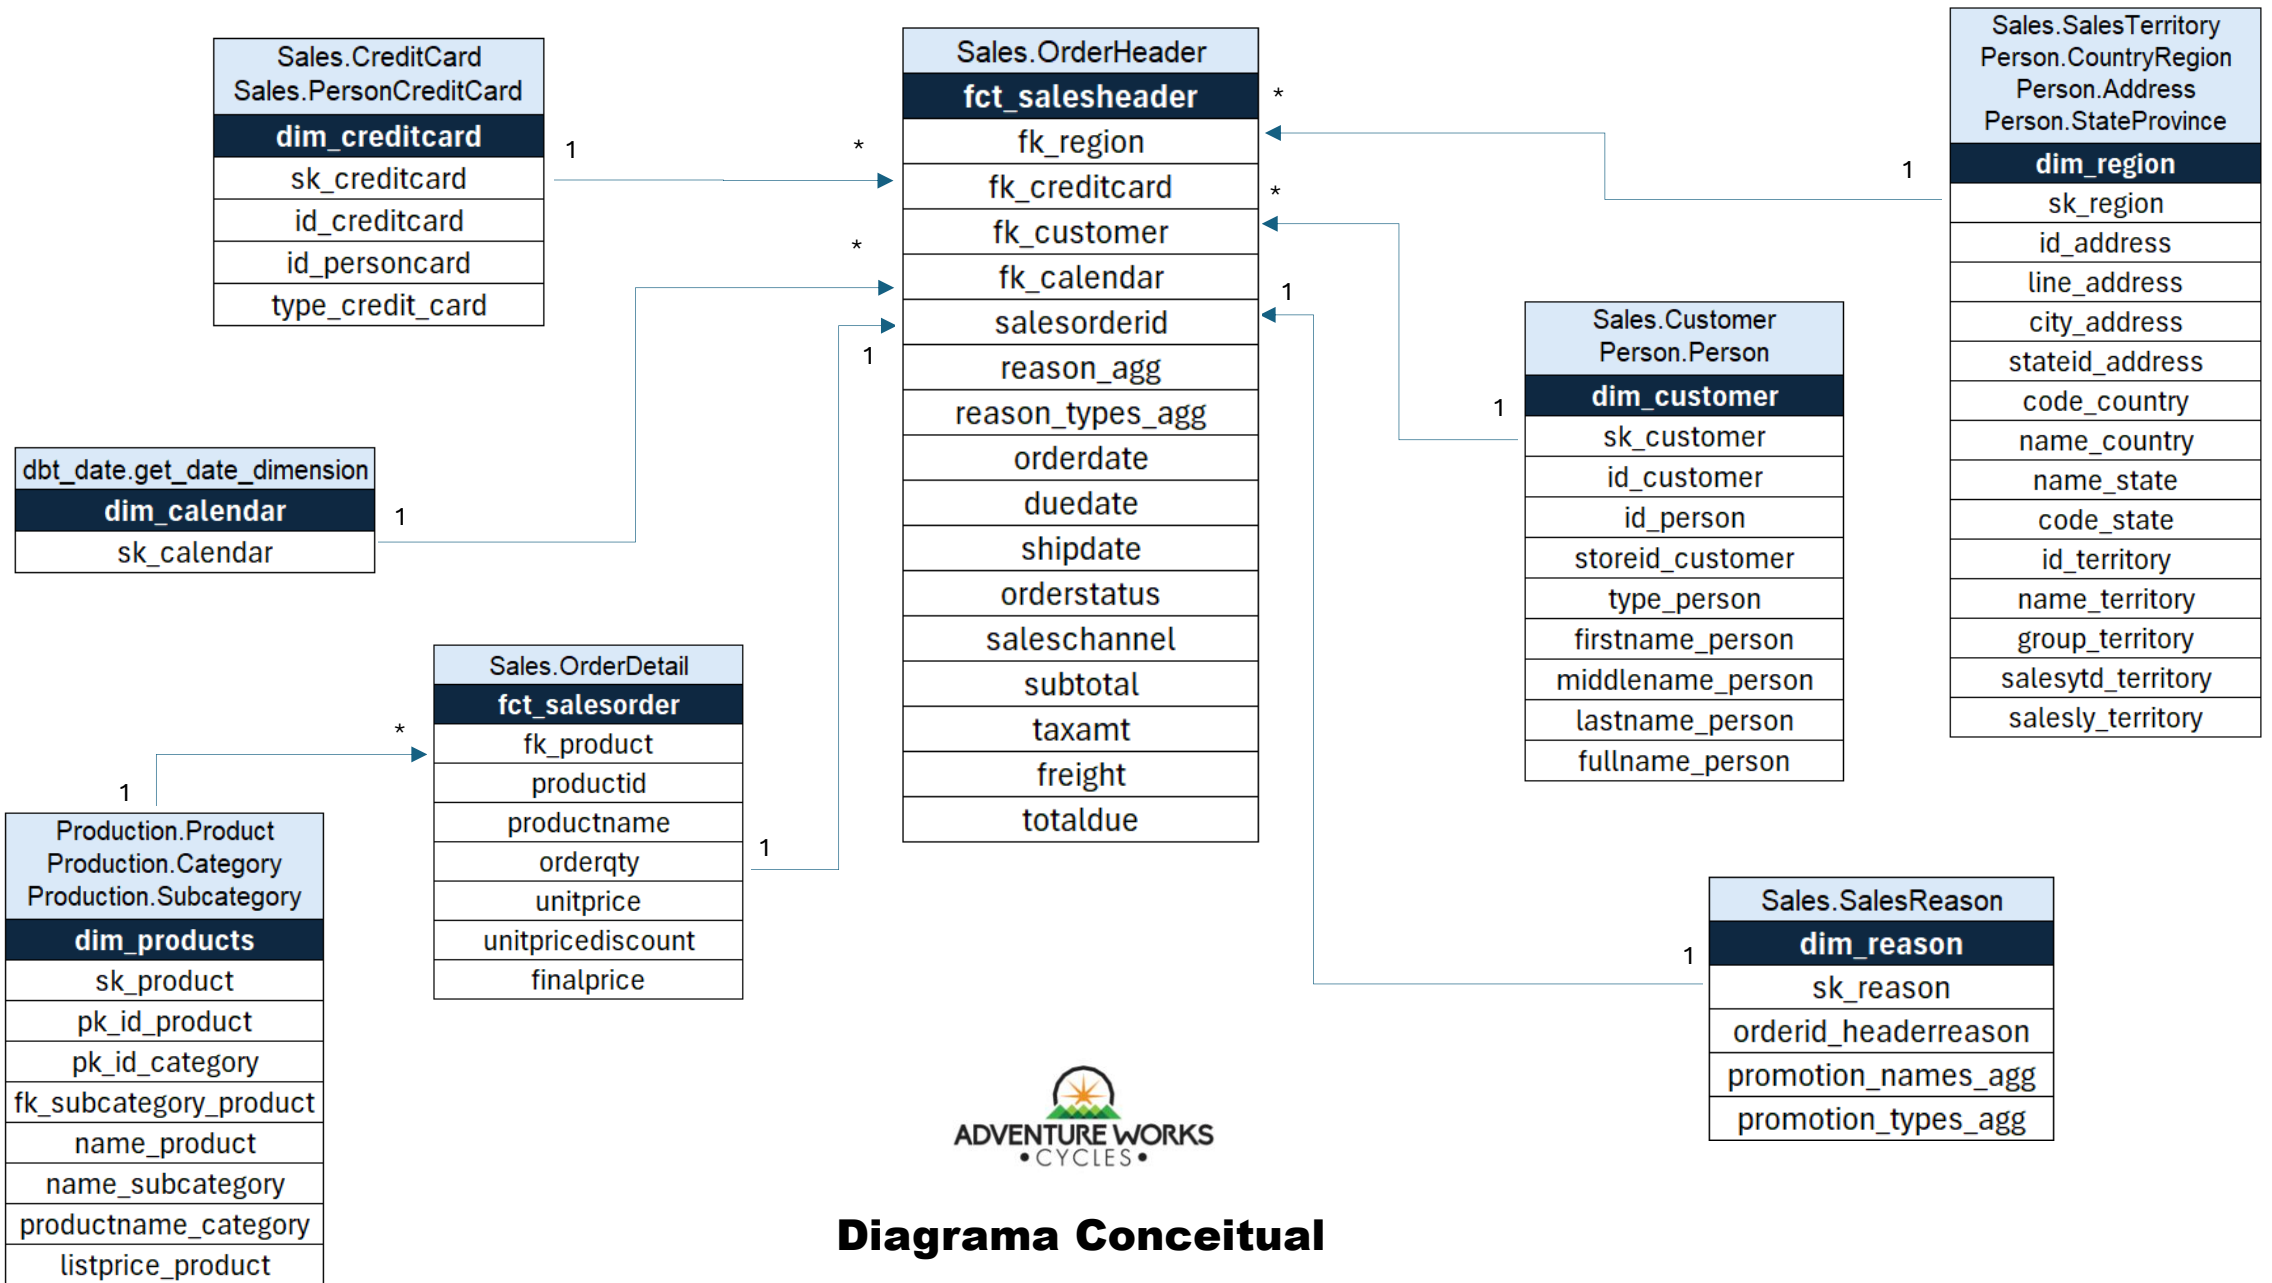 Sales.CreditCard
Sales.PersonCreditCard
dim_creditcard
sk_creditcard
id_creditcard
id_personcard
type_credit_card
1
*
dbt_date.get_date_dimension
dim_calendar
sk_calendar
1
*
Production.Product
Production.Category
Production.Subcategory
dim_products
sk_product
pk_id_product
pk_id_category
fk_subcategory_product
name_product
name_subcategory
productname_category
listprice_product
1
*
Sales.OrderDetail
fct_salesorder
fk_product
productid
productname
orderqty
unitprice
unitpricediscount
finalprice
1
1
Sales.OrderHeader
fct_salesheader
fk_region
fk_creditcard
fk_customer
fk_calendar
salesorderid
reason_agg
reason_types_agg
orderdate
duedate
shipdate
orderstatus
saleschannel
subtotal
taxamt
freight
totaldue
*
*
1
Sales.Customer
Person.Person
dim_customer
sk_customer
id_customer
id_person
storeid_customer
type_person
firstname_person
middlename_person
lastname_person
fullname_person
1
Sales.SalesTerritory
Person.CountryRegion
Person.Address
Person.StateProvince
dim_region
sk_region
id_address
line_address
city_address
stateid_address
code_country
name_country
name_state
code_state
id_territory
name_territory
group_territory
salesytd_territory
salesly_territory
1
Sales.SalesReason
dim_reason
sk_reason
orderid_headerreason
promotion_names_agg
promotion_types_agg
1
ADVENTURE WORKS
•CYCLES•
Diagrama Conceitual